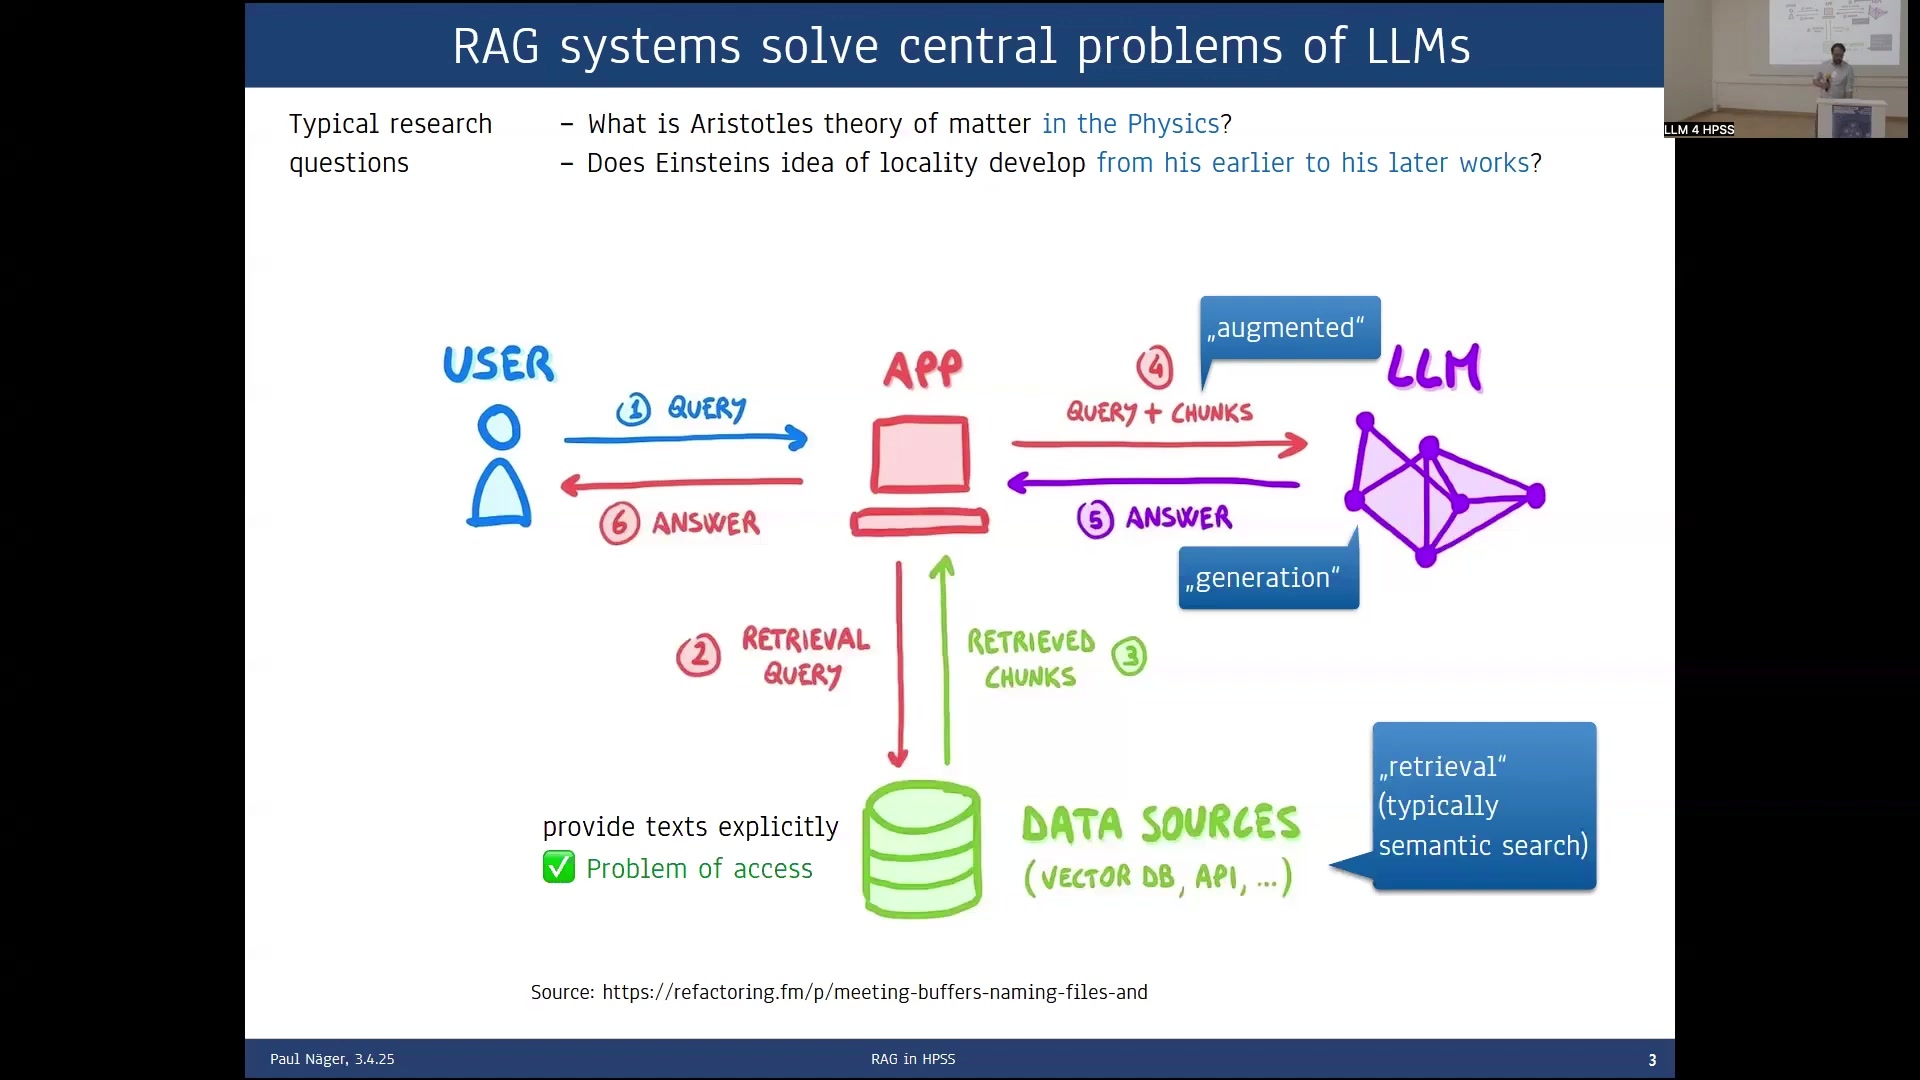 RAG systems solve central problems of LLMs
LLM 4 HPSS
Typical research
questions
– What is Aristotles theory of matter in the Physics?
– Does Einsteins idea of locality develop from his earlier to his later works?
„augmented“
USER
APP
4
LLM
1 QUERY
QUERY + CHUNKS
6 ANSWER
5 ANSWER
„generation“
2 RETRIEVAL
QUERY
RETRIEVED
CHUNKS 3
„retrieval“
(typically
semantic search)
provide texts explicitly
✅ Problem of access
DATA SOURCES
(VECTOR DB, API, ...)
Source: https://refactoring.fm/p/meeting-buffers-naming-files-and
Paul Näger, 3.4.25
RAG in HPSS
3